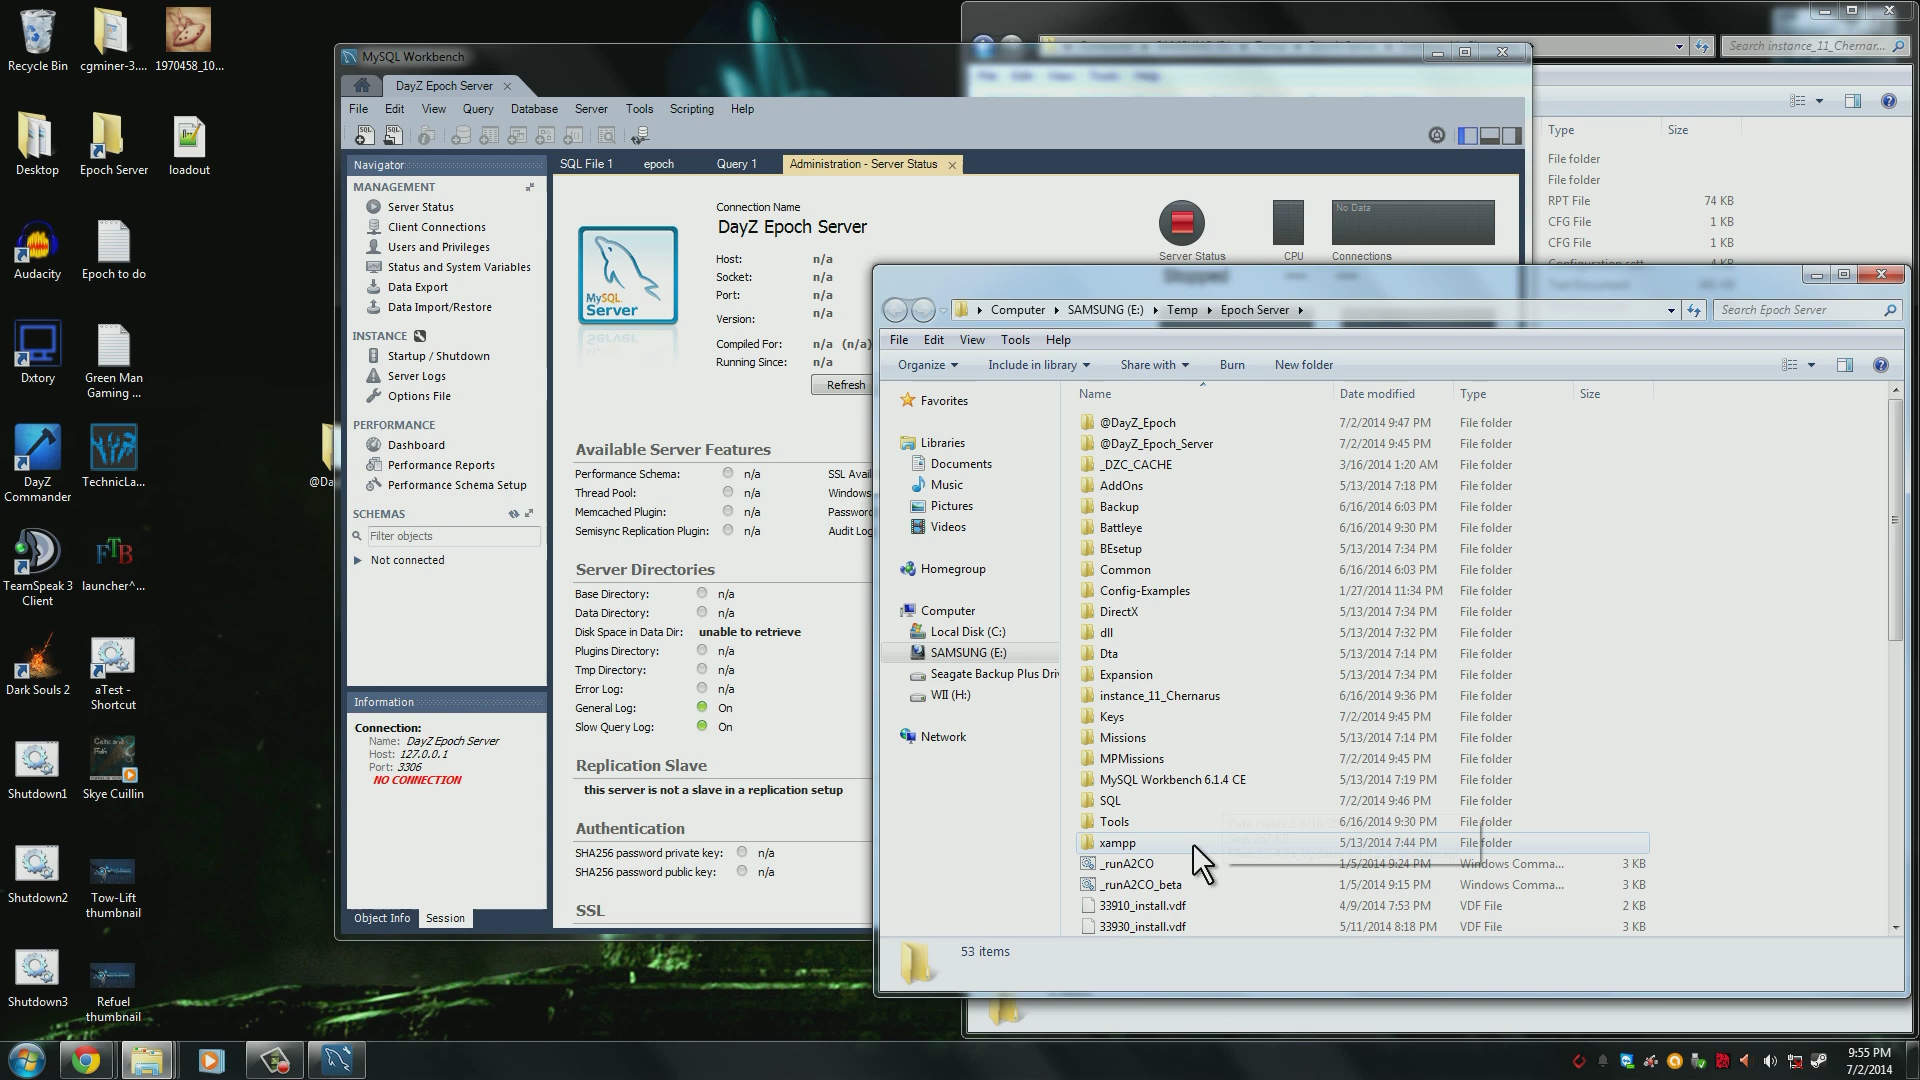 Recycle Bin
cgminer-3....
1970458_10...
Desktop
Epoch Server
loadout
Audacity
Epoch to do
Dxtory
Green Man
Gaming ...
DayZ
Commander
TechnicLa...
TeamSpeak 3
Client
launcher^...
Dark Souls 2
aTest -
Shortcut
Shutdown1
Skye Cuillin
Shutdown2
Tow-Lift
thumbnail
Shutdown3
Refuel
thumbnail
@Da
MySQL Workbench
DayZ Epoch Server
File Edit View Query Database Server Tools Scripting Help
Navigator
MANAGEMENT
Server Status
Client Connections
Users and Privileges
Status and System Variables
Data Export
Data Import/Restore
INSTANCE
Startup / Shutdown
Server Logs
Options File
PERFORMANCE
Dashboard
Performance Reports
Performance Schema Setup
SCHEMAS
Filter objects
Not connected
Information
Connection:
Name: DayZ Epoch Server
Host: 127.0.0.1
Port: 3306
NO CONNECTION
Object Info Session
SQL File 1 epoch Query 1 Administration - Server Status
MySQL
Server
Connection Name
DayZ Epoch Server
Host: n/a
Socket: n/a
Port: n/a
Version: n/a
Compiled For: n/a (n/a)
Running Since: n/a
Refresh
Server Status
Stopped
CPU
No Data
Connections
Available Server Features
Performance Schema: n/a SSL Avai
Thread Pool: n/a Windows
Memcached Plugin: n/a Passwor
Semisync Replication Plugin: n/a Audit Log
Server Directories
Base Directory: n/a
Data Directory: n/a
Disk Space in Data Dir: unable to retrieve
Plugins Directory: n/a
Tmp Directory: n/a
Error Log: n/a
General Log: On
Slow Query Log: On
Replication Slave
this server is not a slave in a replication setup
Authentication
SHA256 password private key: n/a
SHA256 password public key: n/a
SSL
Search instance_11_Chernar...
File Edit View Tools Help
Type Size
File folder
File folder
RPT File 74 KB
CFG File 1 KB
CFG File 1 KB
Computer SAMSUNG (E:) Temp Epoch Server
Search Epoch Server
File Edit View Tools Help
Organize Include in library Share with Burn New folder
Favorites
Libraries
Documents
Music
Pictures
Videos
Homegroup
Computer
Local Disk (C:)
SAMSUNG (E:)
Seagate Backup Plus Dri
WII (H:)
Network
Name Date modified Type Size
@DayZ_Epoch 7/2/2014 9:47 PM File folder
@DayZ_Epoch_Server 7/2/2014 9:45 PM File folder
_DZC_CACHE 3/16/2014 1:20 AM File folder
AddOns 5/13/2014 7:18 PM File folder
Backup 6/16/2014 6:03 PM File folder
Battleye 6/16/2014 9:30 PM File folder
BEsetup 5/13/2014 7:34 PM File folder
Common 6/16/2014 6:03 PM File folder
Config-Examples 1/27/2014 11:34 PM File folder
DirectX 5/13/2014 7:34 PM File folder
dll 5/13/2014 7:32 PM File folder
Dta 5/13/2014 7:34 PM File folder
Expansion 5/13/2014 7:34 PM File folder
instance_11_Chernarus 6/16/2014 9:36 PM File folder
Keys 7/2/2014 9:45 PM File folder
Missions 5/13/2014 7:14 PM File folder
MPMissions 7/2/2014 9:45 PM File folder
MySQL Workbench 6.1.4 CE 5/13/2014 7:19 PM File folder
SQL 7/2/2014 9:46 PM File folder
Tools 6/16/2014 9:30 PM File folder
xampp 5/13/2014 7:44 PM File folder
_runA2CO 1/5/2014 9:24 PM Windows Comma... 3 KB
_runA2CO_beta 1/5/2014 9:15 PM Windows Comma... 3 KB
33910_install.vdf 4/9/2014 7:53 PM VDF File 2 KB
33930_install.vdf 5/11/2014 8:18 PM VDF File 3 KB
53 items
9:55 PM
7/2/2014